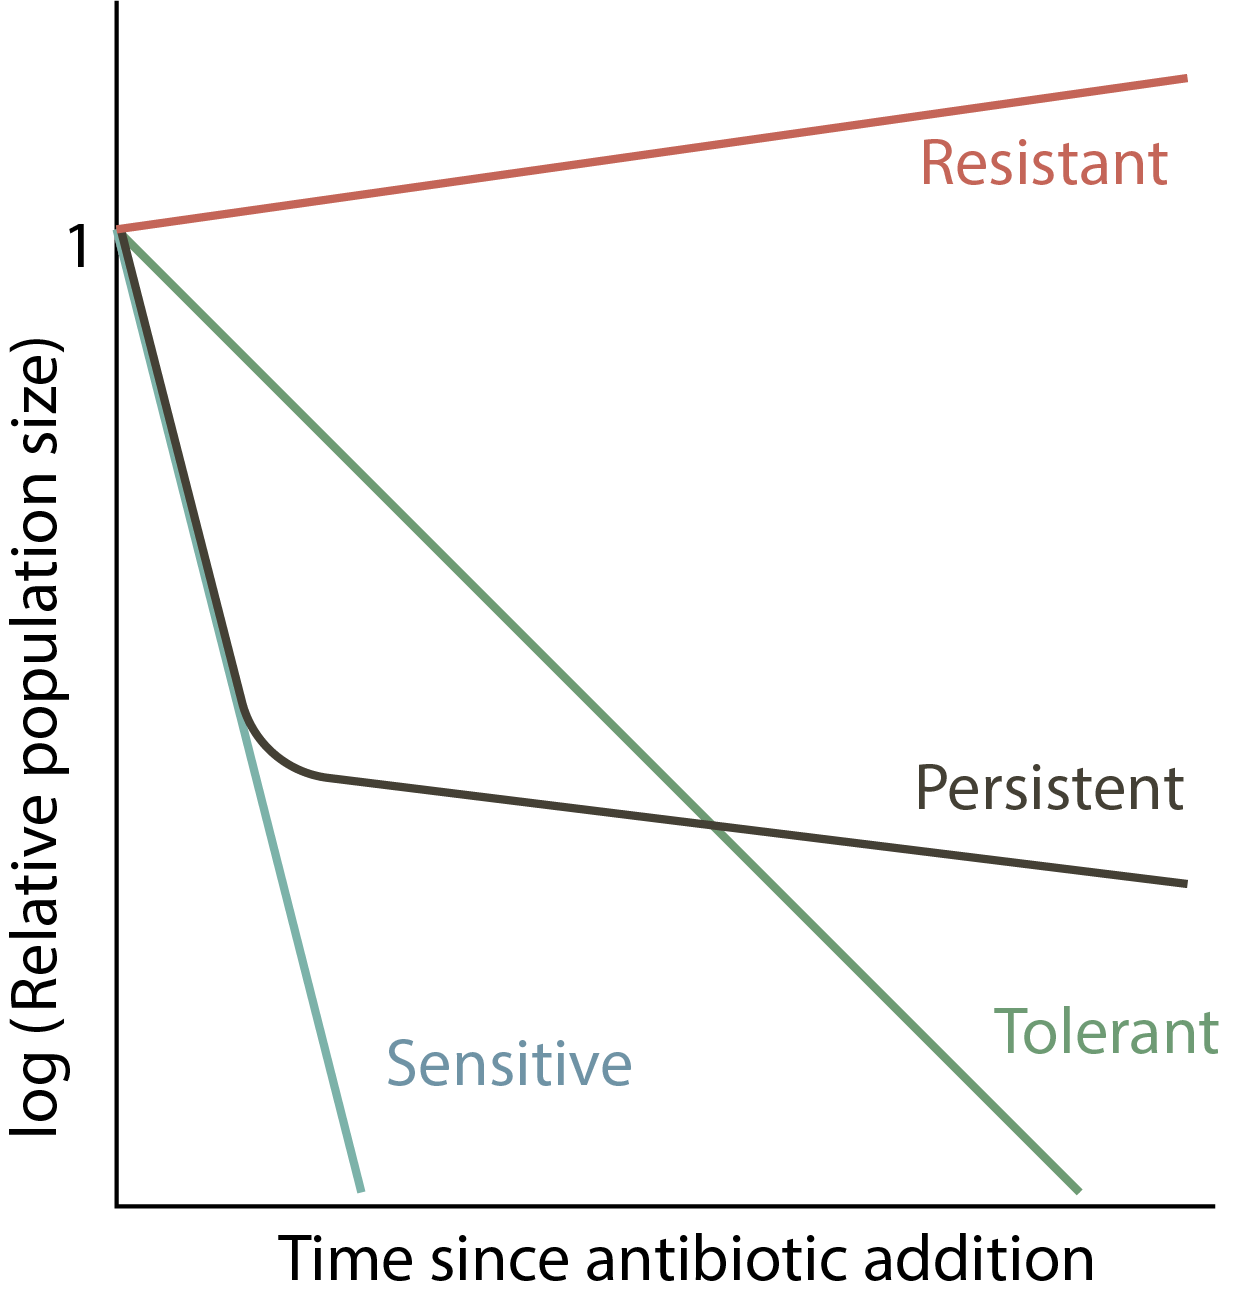 Resistant
1
log (Relative population size)
Persistent
Tolerant
Sensitive
Time since antibiotic addition